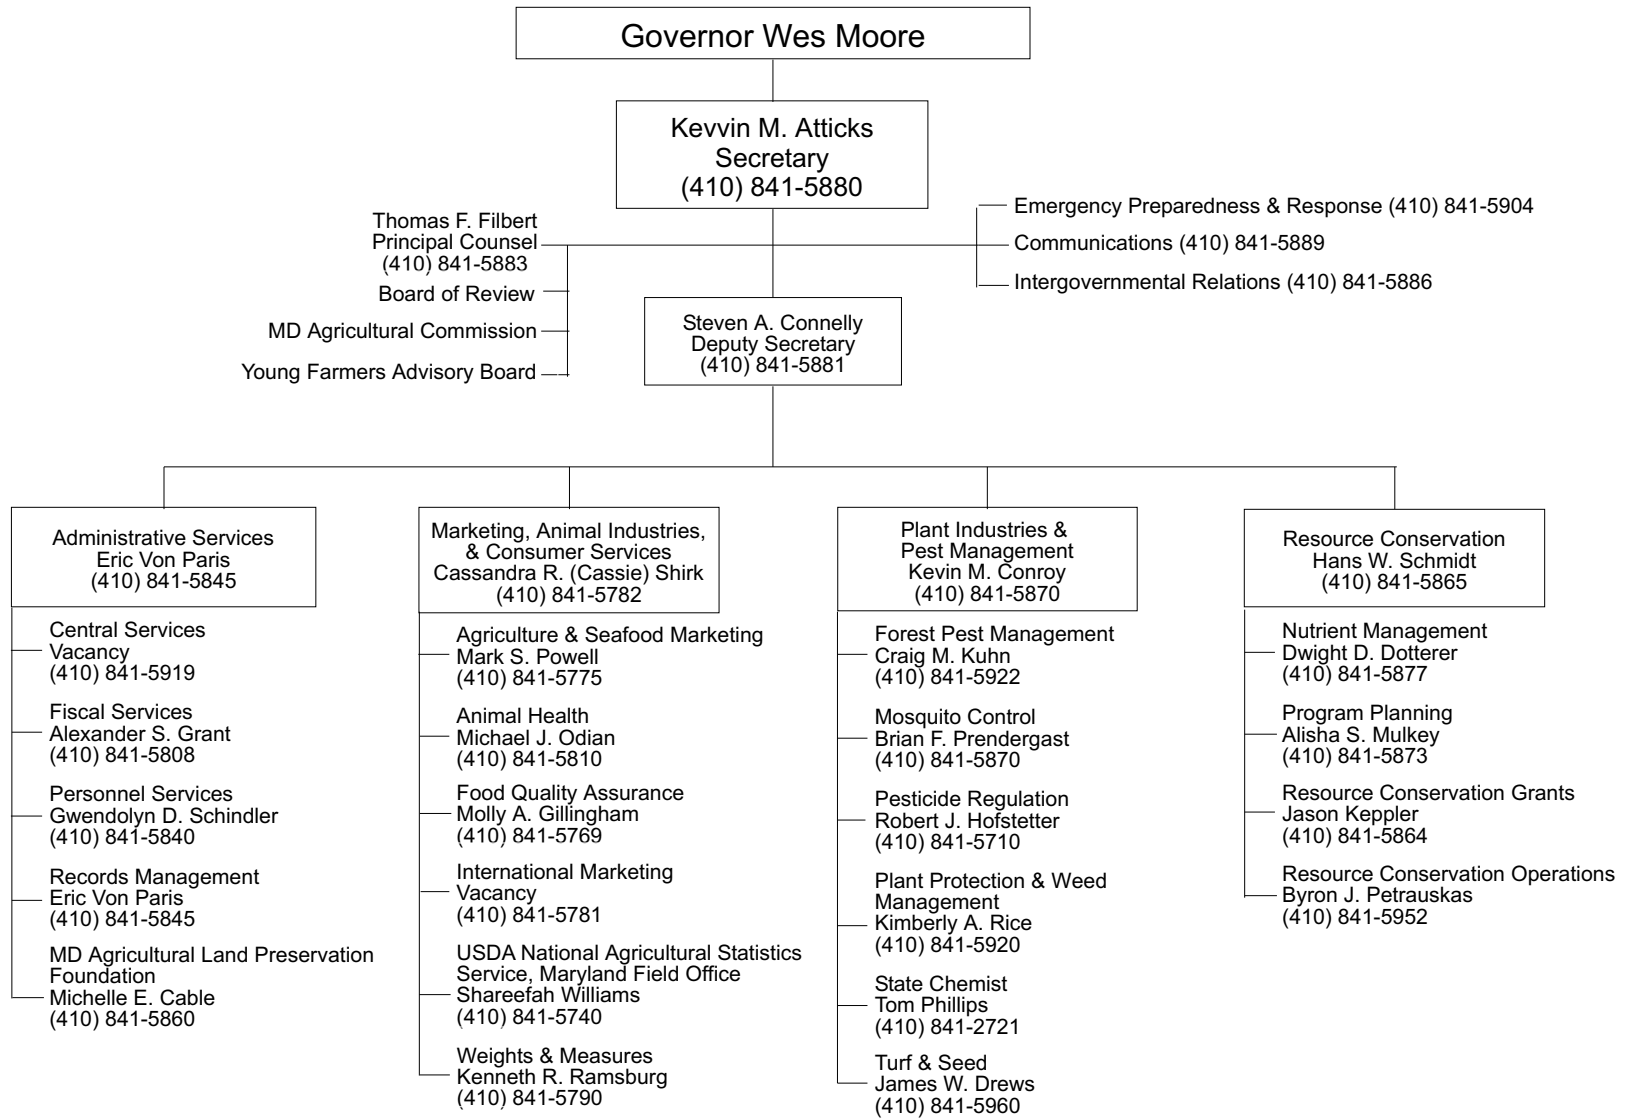 Governor Wes Moore
Kevvin M. Atticks
Secretary
(410) 841-5880
Thomas F. Filbert
Principal Counsel
(410) 841-5883
Board of Review
MD Agricultural Commission
Young Farmers Advisory Board
Emergency Preparedness & Response (410) 841-5904
Communications (410) 841-5889
Intergovernmental Relations (410) 841-5886
Steven A. Connelly
Deputy Secretary
(410) 841-5881
Administrative Services
Eric Von Paris
(410) 841-5845
Central Services
Vacancy
(410) 841-5919
Fiscal Services
Alexander S. Grant
(410) 841-5808
Personnel Services
Gwendolyn D. Schindler
(410) 841-5840
Records Management
Eric Von Paris
(410) 841-5845
MD Agricultural Land Preservation
Foundation
Michelle E. Cable
(410) 841-5860
Marketing, Animal Industries,
& Consumer Services
Cassandra R. (Cassie) Shirk
(410) 841-5782
Agriculture & Seafood Marketing
Mark S. Powell
(410) 841-5775
Animal Health
Michael J. Odian
(410) 841-5810
Food Quality Assurance
Molly A. Gillingham
(410) 841-5769
International Marketing
Vacancy
(410) 841-5781
USDA National Agricultural Statistics
Service, Maryland Field Office
Shareefah Williams
(410) 841-5740
Weights & Measures
Kenneth R. Ramsburg
(410) 841-5790
Plant Industries &
Pest Management
Kevin M. Conroy
(410) 841-5870
Forest Pest Management
Craig M. Kuhn
(410) 841-5922
Mosquito Control
Brian F. Prendergast
(410) 841-5870
Pesticide Regulation
Robert J. Hofstetter
(410) 841-5710
Plant Protection & Weed
Management
Kimberly A. Rice
(410) 841-5920
State Chemist
Tom Phillips
(410) 841-2721
Turf & Seed
James W. Drews
(410) 841-5960
Resource Conservation
Hans W. Schmidt
(410) 841-5865
Nutrient Management
Dwight D. Dotterer
(410) 841-5877
Program Planning
Alisha S. Mulkey
(410) 841-5873
Resource Conservation Grants
Jason Keppler
(410) 841-5864
Resource Conservation Operations
Byron J. Petrauskas
(410) 841-5952